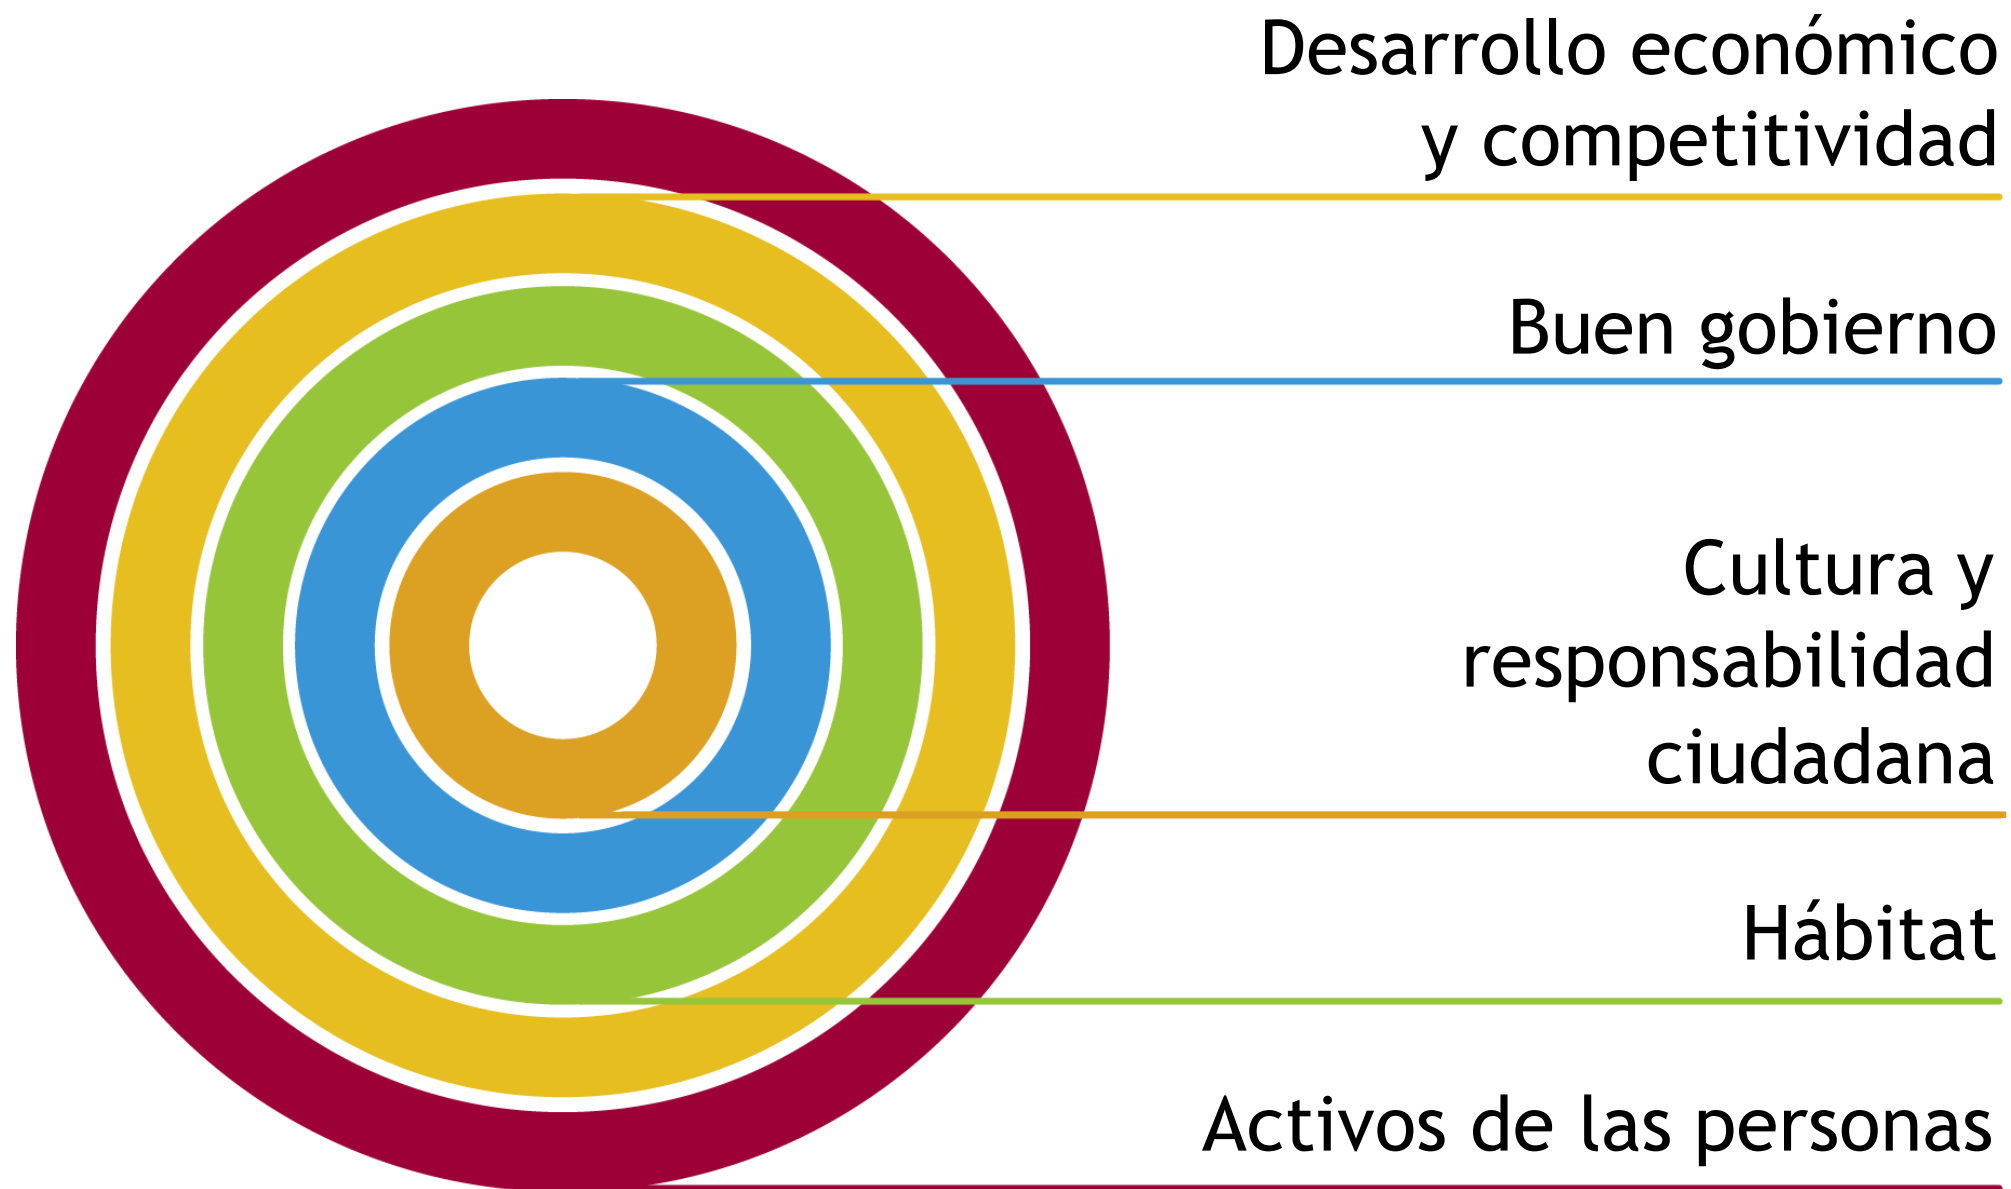 Desarrollo económico
y competitividad
Buen gobierno
Cultura y
responsabilidad
ciudadana
Hábitat
Activos de las personas